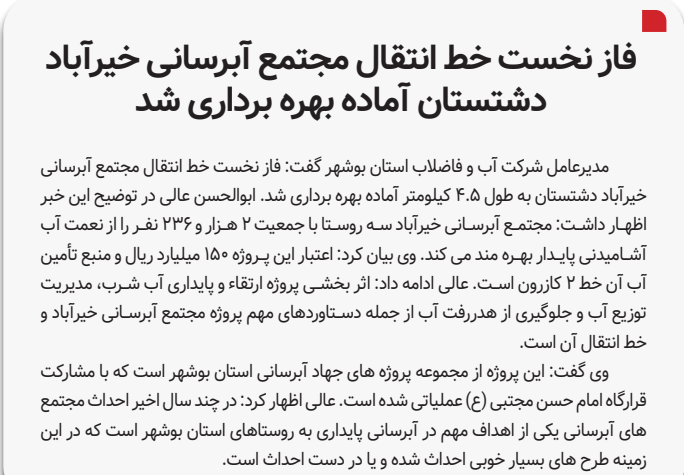 فاز نخست خط انتقال مجتمع آبرسانی خیرآباد
دشتستان آماده بهره برداری شد
مدیرعامل شرکت آب و فاضلاب استان بوشهر گفت: فاز نخست خط انتقال مجتمع آبرسانی
خیرآباد دشتستان به طول ۴.۵ کیلومتر آماده بهره برداری شد. ابوالحسن عالی در توضیح این خبر
اظهار داشت: مجتمع آبرسانی خیرآباد سه روستا با جمعیت ۲ هزار و ۲۳۶ نفر را از نعمت آب
آشامیدنی پایدار بهره مند می کند. وی بیان کرد: اعتبار این پروژه ۱۵۰ میلیارد ریال و منبع تأمین
آب آن خط ۲ کازرون است. عالی ادامه داد: اثر بخشی پروژه ارتقاء و پایداری آب شرب، مدیریت
توزیع آب و جلوگیری از هدررفت آب از جمله دستاوردهای مهم پروژه مجتمع آبرسانی خیرآباد و
خط انتقال آن است.
وی گفت: این پروژه از مجموعه پروژه های جهاد آبرسانی استان بوشهر است که با مشارکت
قرارگاه امام حسن مجتبی (ع) عملیاتی شده است. عالی اظهار کرد: در چند سال اخیر احداث مجتمع
های آبرسانی یکی از اهداف مهم در آبرسانی پایداری به روستاهای استان بوشهر است که در این
زمینه طرح های بسیار خوبی احداث شده و یا در دست احداث است.